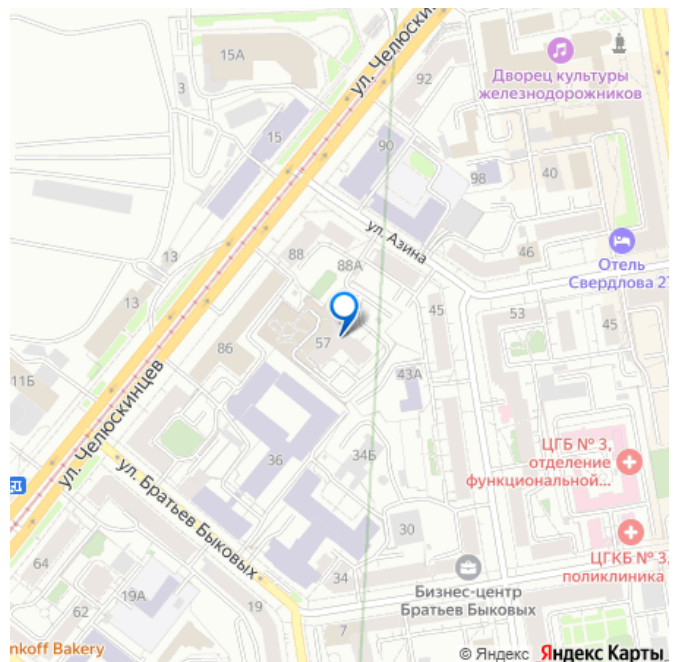 15А
ул. Челюскинцев
92
Дворец культуры
железнодорожников
3
15
90
98
40
ул. Азина
13
88
88А
46
Отель
Свердлова 27
13
45
53
45
57
86
11Б
43А
ул. Челюскинцев
ЦГБ № 3,
отделение
функциональной...
36
34Б
ул. Братьев Быковых
30
ЦГКБ № 3,
поликлиника
64
34
Бизнес-центр
Братьев Быковых
62
19А
19
7
nkoff Bakery
© Яндекс Яндекс Карты